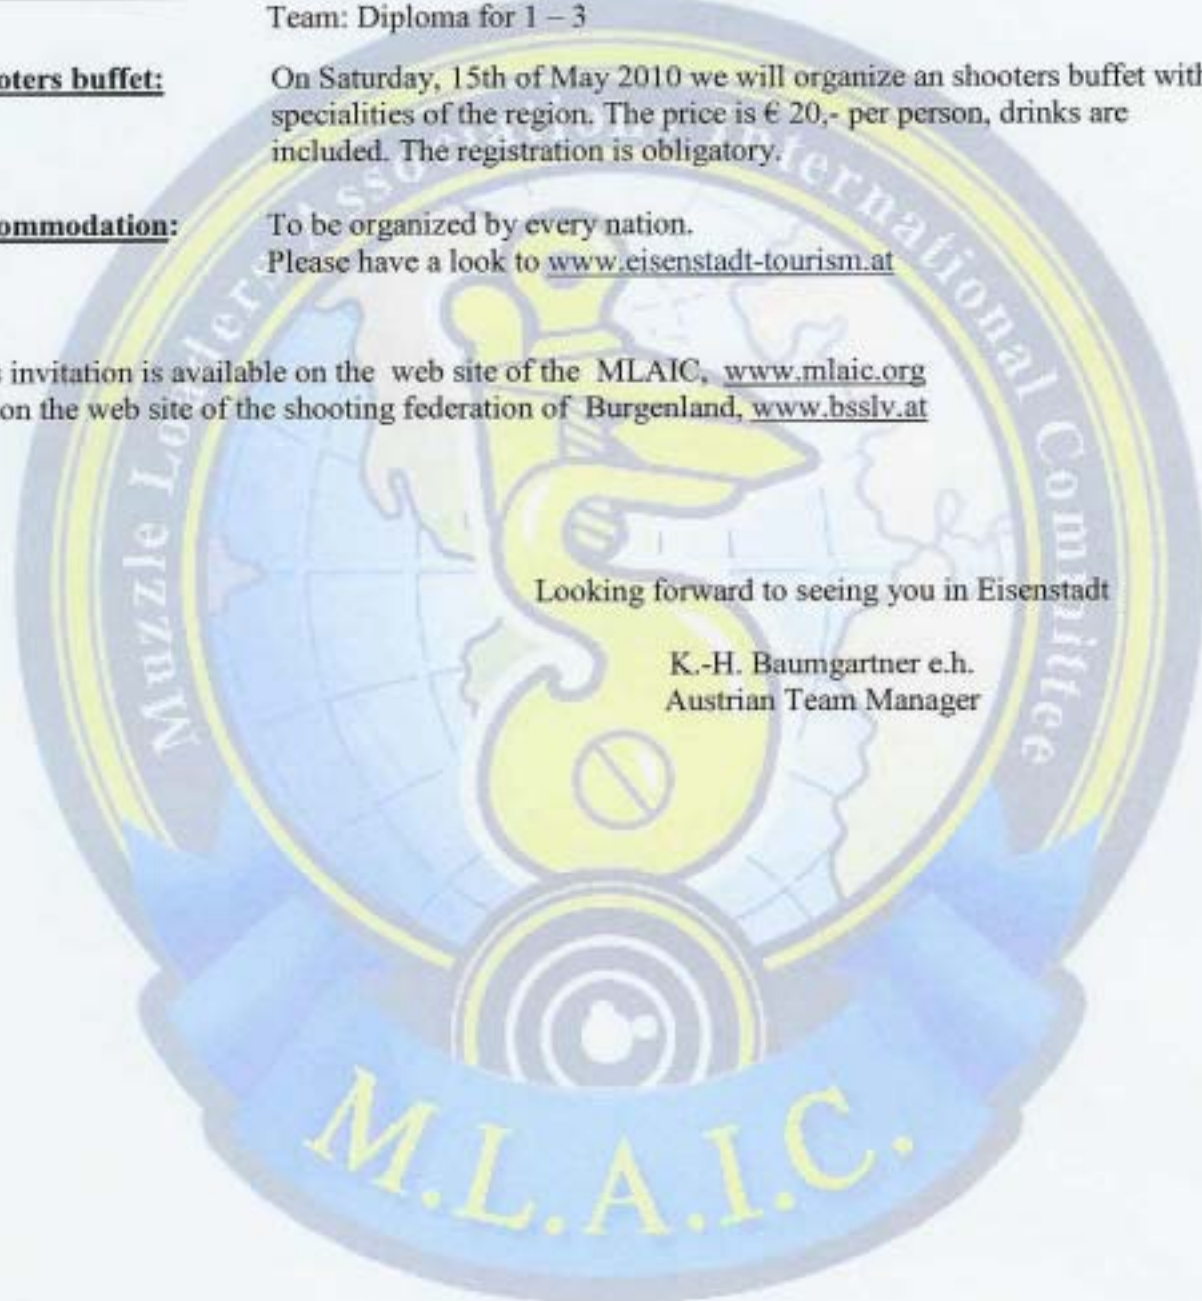 Team: Diploma for 1 – 3
ooters buffet: On Saturday, 15th of May 2010 we will organize an shooters buffet with
specialities of the region. The price is € 20,- per person, drinks are
included. The registration is obligatory.
ommodation: To be organized by every nation.
Please have a look to www.eisenstadt-tourism.at
s invitation is available on the web site of the MLAIC, www.mlaic.org
on the web site of the shooting federation of Burgenland, www.bsslv.at
Looking forward to seeing you in Eisenstadt
K.-H. Baumgartner e.h.
Austrian Team Manager
Muzzle Loaders Association International Committee
M.L.A.I.C.